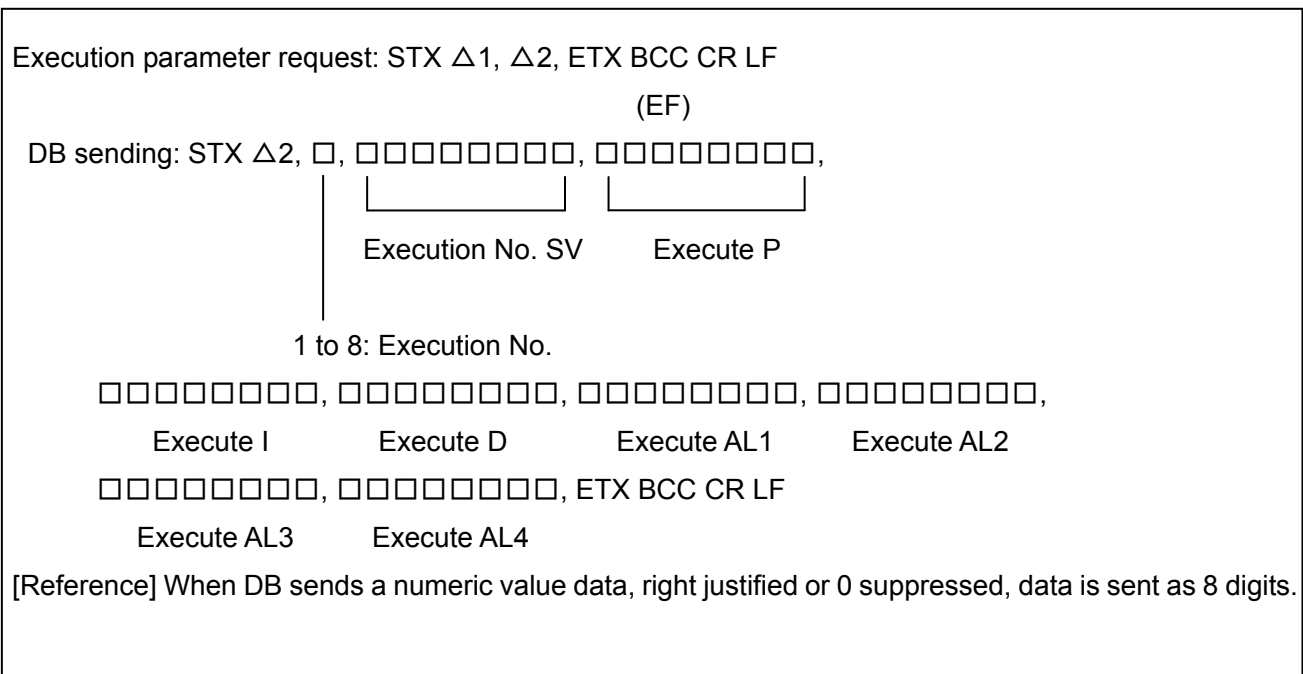 Execution parameter request: STX △1, △2, ETX BCC CR LF
(EF)
DB sending: STX △2, □, □□□□□□□□, □□□□□□□□,
Execution No. SV Execute P
1 to 8: Execution No.
□□□□□□□□, □□□□□□□□, □□□□□□□□, □□□□□□□□,
Execute I Execute D Execute AL1 Execute AL2
□□□□□□□□, □□□□□□□□, ETX BCC CR LF
Execute AL3 Execute AL4
[Reference] When DB sends a numeric value data, right justified or 0 suppressed, data is sent as 8 digits.